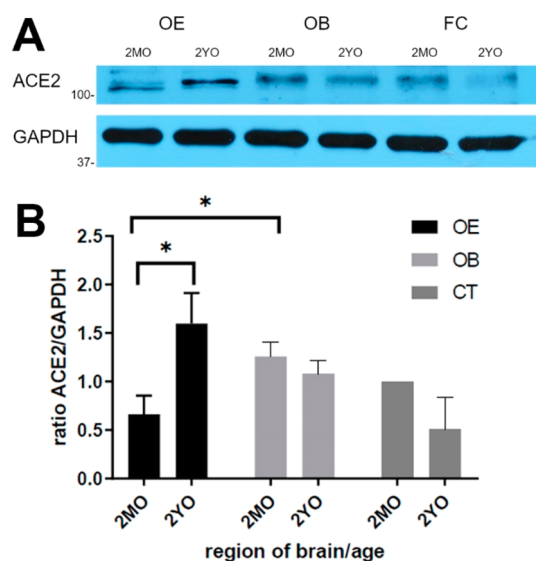 A
OE OB FC
2MO 2YO 2MO 2YO 2MO 2YO
ACE2
100-
GAPDH
37-
B
* *
OE
OB
CT
ratio ACE2/GAPDH
2.5
2.0
1.5
1.0
0.5
0.0
2MO 2YO 2MO 2YO 2MO 2YO
region of brain/age